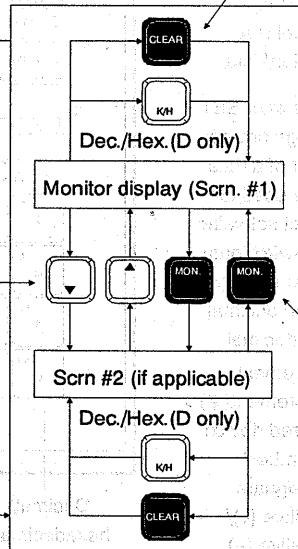 CLEAR
K/H
Dec./Hex.(D only)
Monitor display (Scrn. #1)
▼
▲
MON.
MON.
Scrn #2 (if applicable)
Dec./Hex.(D only)
K/H
CLEAR